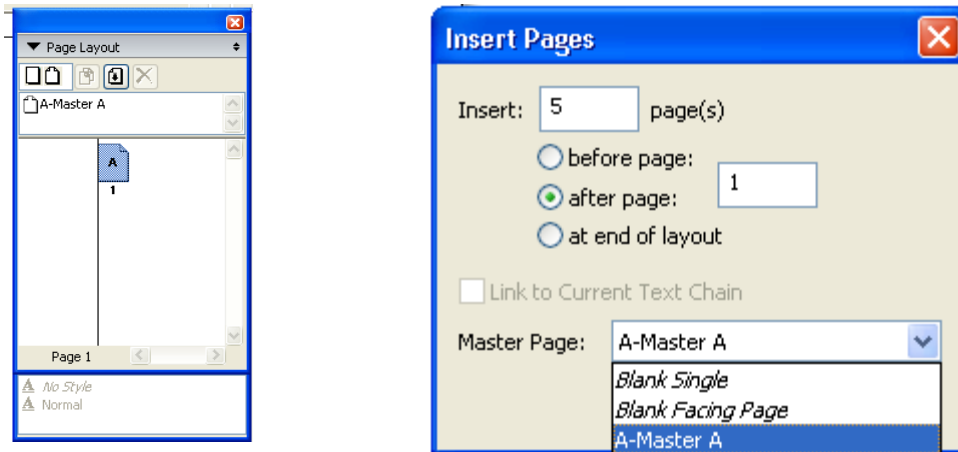 Page Layout
A-Master A
A
1
Page 1
A No Style
A Normal
Insert Pages
Insert: 5 page(s)
before page:
after page: 1
at end of layout
Link to Current Text Chain
Master Page: A-Master A
Blank Single
Blank Facing Page
A-Master A